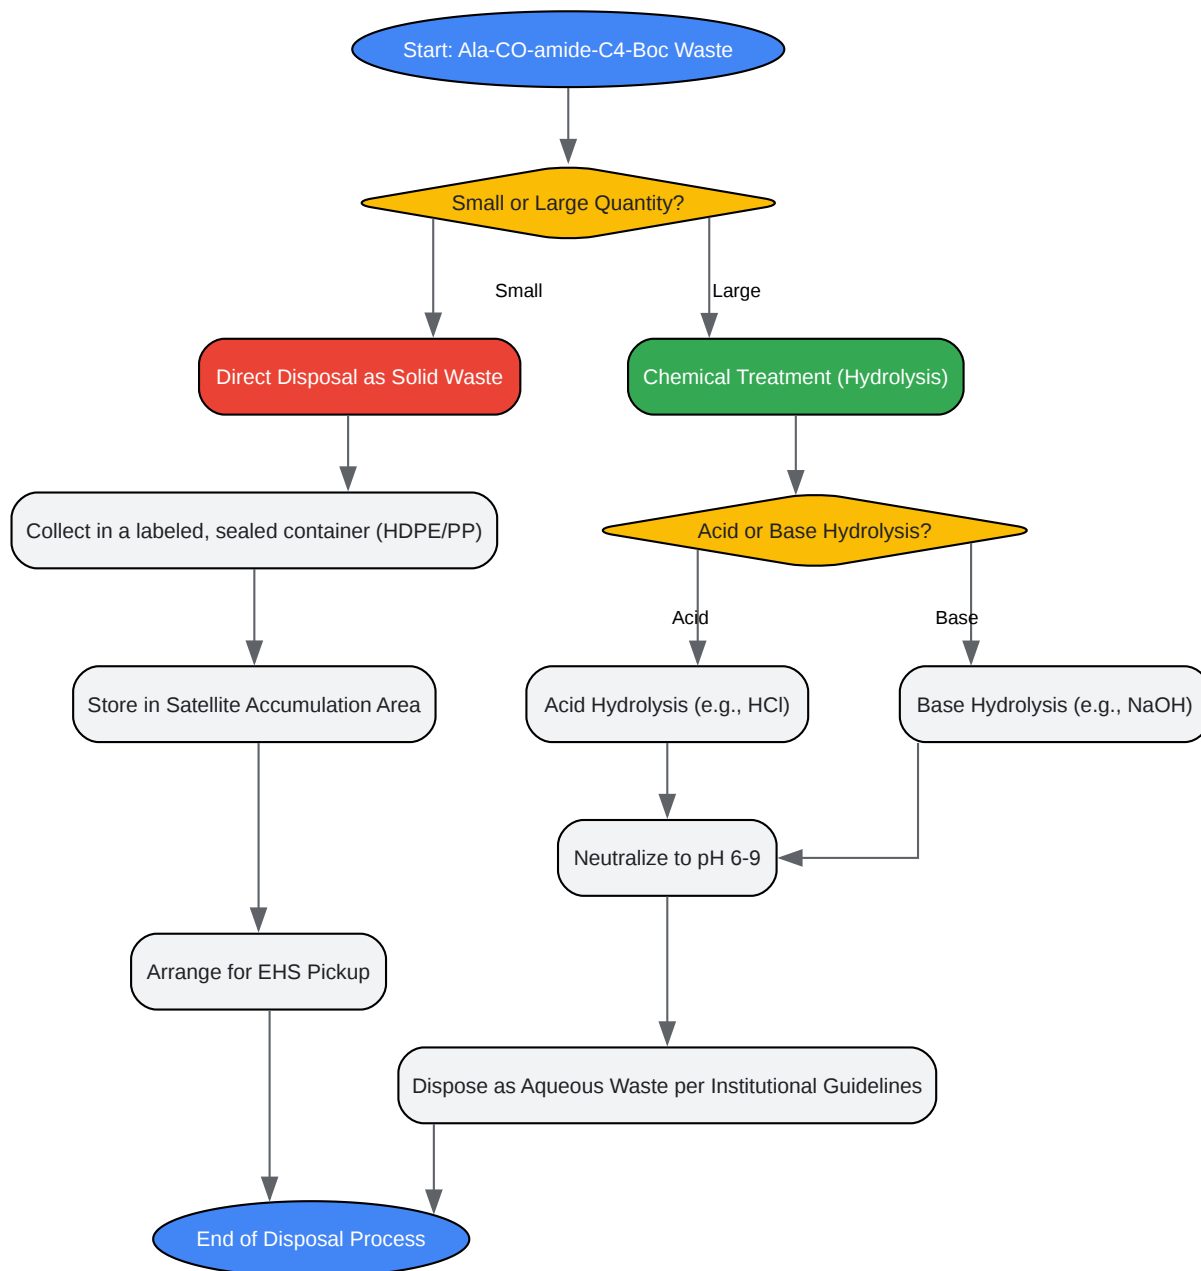 Start: Ala-CO-amide-C4-Boc Waste
Small or Large Quantity?
Small
Large
Direct Disposal as Solid Waste
Chemical Treatment (Hydrolysis)
Collect in a labeled, sealed container (HDPE/PP)
Acid or Base Hydrolysis?
Acid
Base
Store in Satellite Accumulation Area
Acid Hydrolysis (e.g., HCl)
Base Hydrolysis (e.g., NaOH)
Neutralize to pH 6-9
Arrange for EHS Pickup
Dispose as Aqueous Waste per Institutional Guidelines
End of Disposal Process